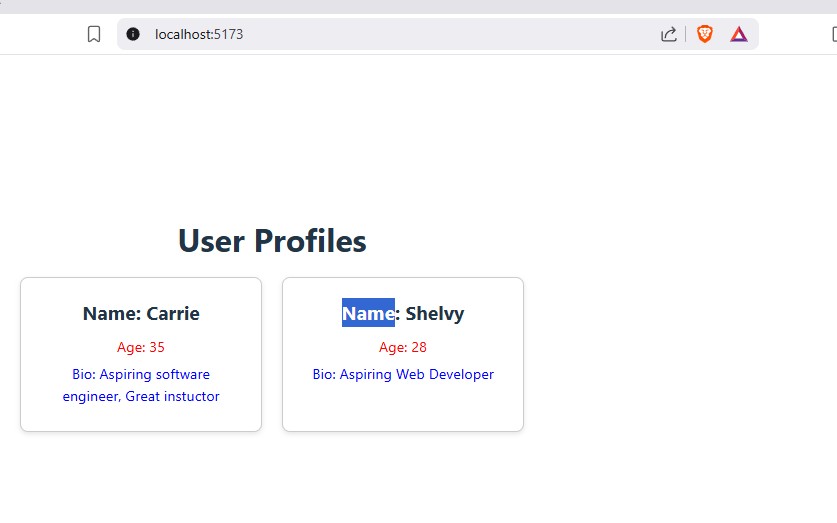 localhost:5173
User Profiles
Name: Carrie
Age: 35
Bio: Aspiring software
engineer, Great instuctor
Name: Shelvy
Age: 28
Bio: Aspiring Web Developer